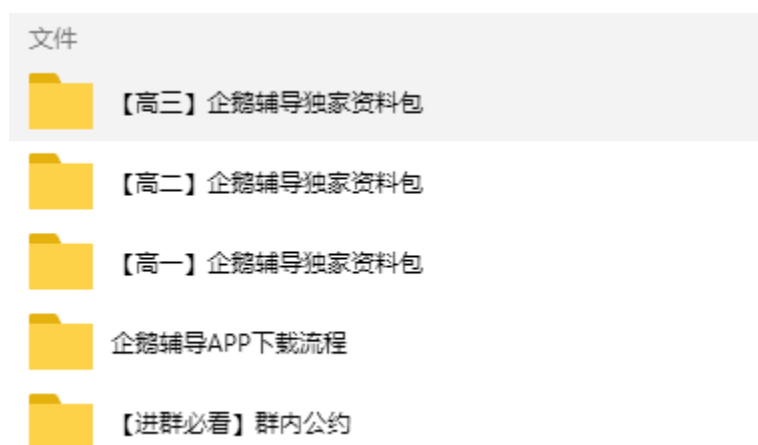 文件
【高三】企鹅辅导独家资料包
【高二】企鹅辅导独家资料包
【高一】企鹅辅导独家资料包
企鹅辅导APP下载流程
【进群必看】群内公约